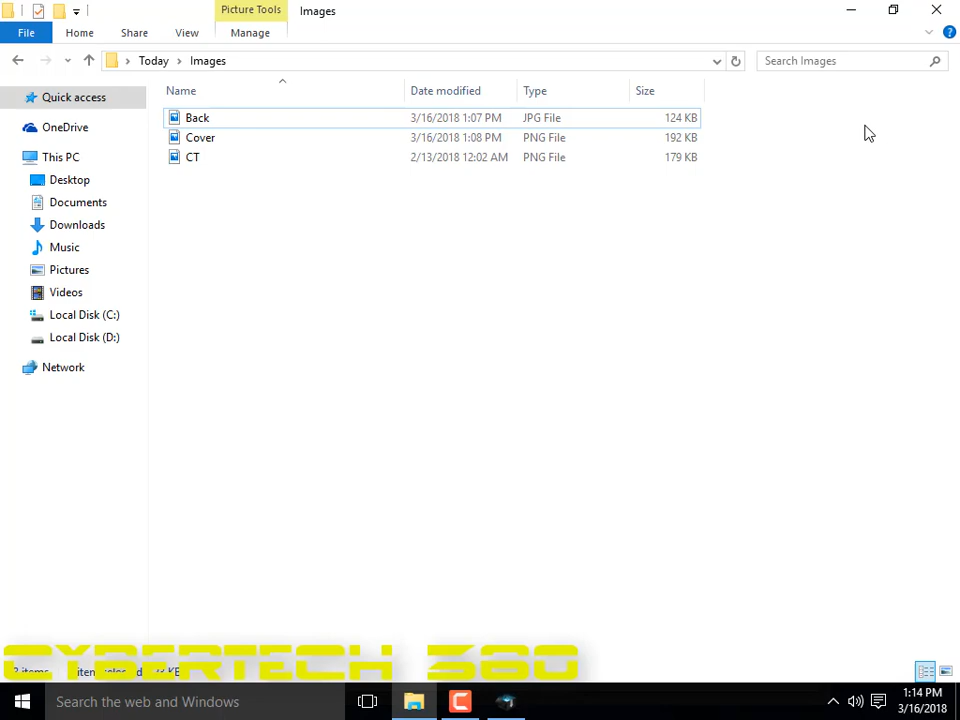 Picture Tools Images
File Home Share View Manage
Today Images Search Images
Name Date modified Type Size
Back 3/16/2018 1:07 PM JPG File 124 KB
Cover 3/16/2018 1:08 PM PNG File 192 KB
CT 2/13/2018 12:02 AM PNG File 179 KB
Quick access
OneDrive
This PC
Desktop
Documents
Downloads
Music
Pictures
Videos
Local Disk (C:)
Local Disk (D:)
Network
CYBERTECH 360
Search the web and Windows
1:14 PM
3/16/2018